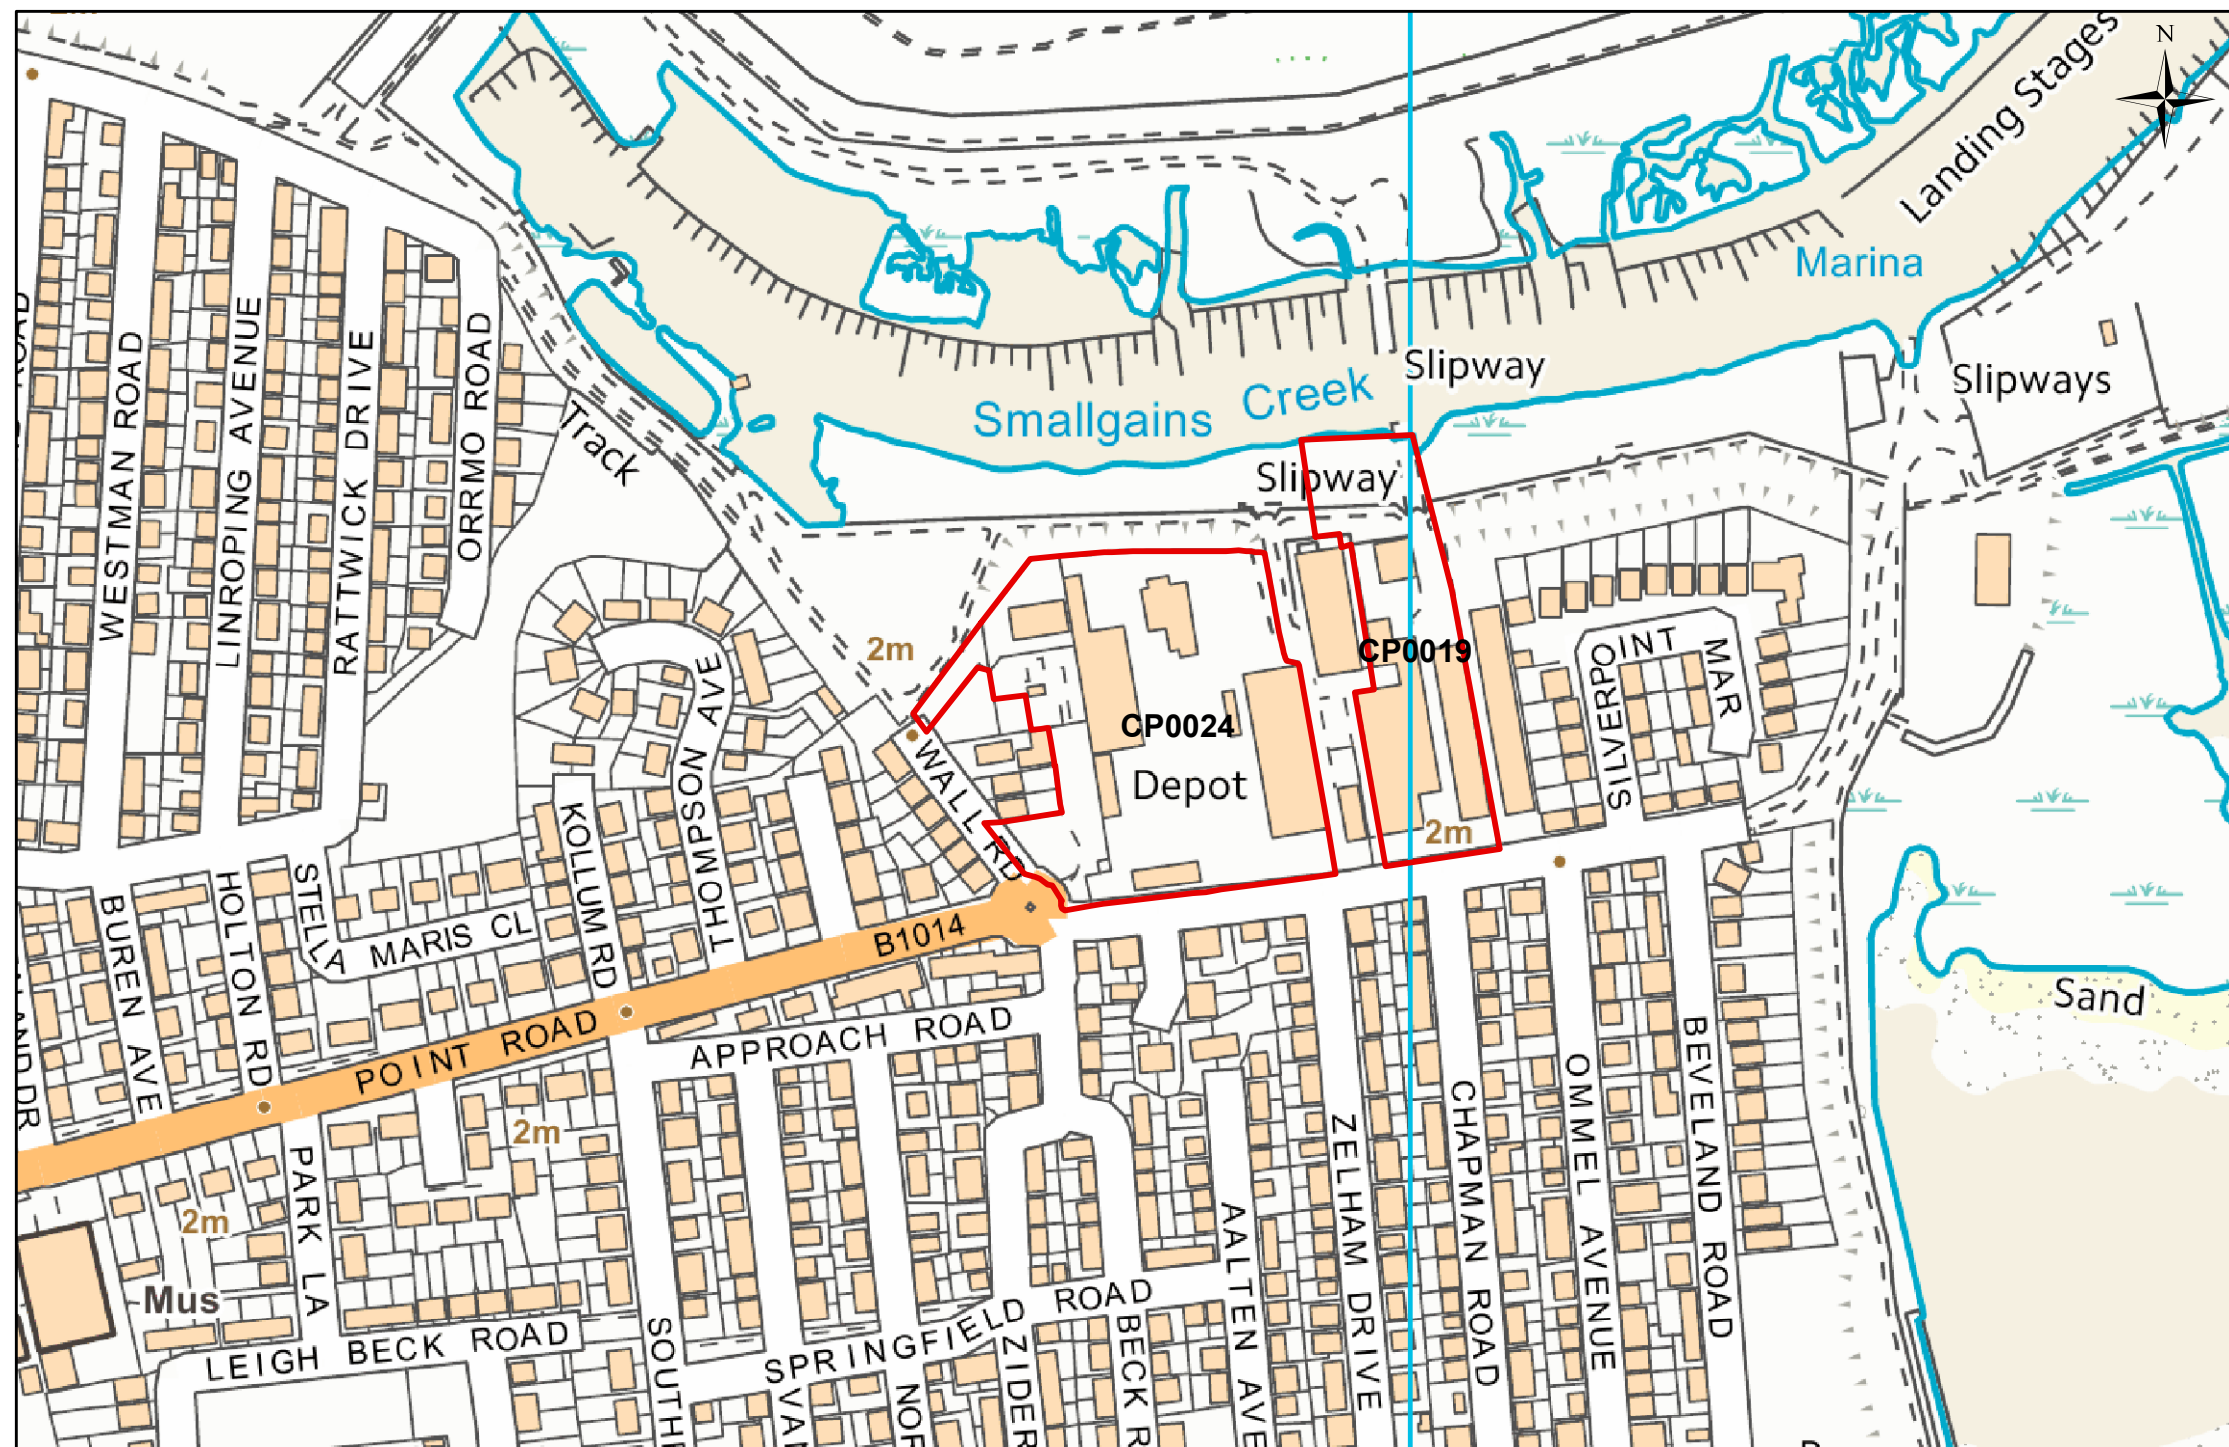 N
Landing Stages
Marina
Slipway
Slipways
Smallgains Creek
Slipway
Track
WESTMAN ROAD
LINROPING AVENUE
RATTWICK DRIVE
ORRMO ROAD
2m
CP0019
CP0024
Depot
2m
WALL RD
THOMPSON AVE
KOLLUM RD
SILVERPOINT MAR
STELLA MARIS CL
HOLTON RD
BUREN AVE
B1014
POINT ROAD
APPROACH ROAD
Sand
2m
2m
PARK LA
Mus
LEIGH BECK ROAD
SPRINGFIELD ROAD
AALTEN AVE
ZELHAM DRIVE
CHAPMAN ROAD
OMMEL AVENUE
BEVELAND ROAD
ZIDER
BECK R
NOR